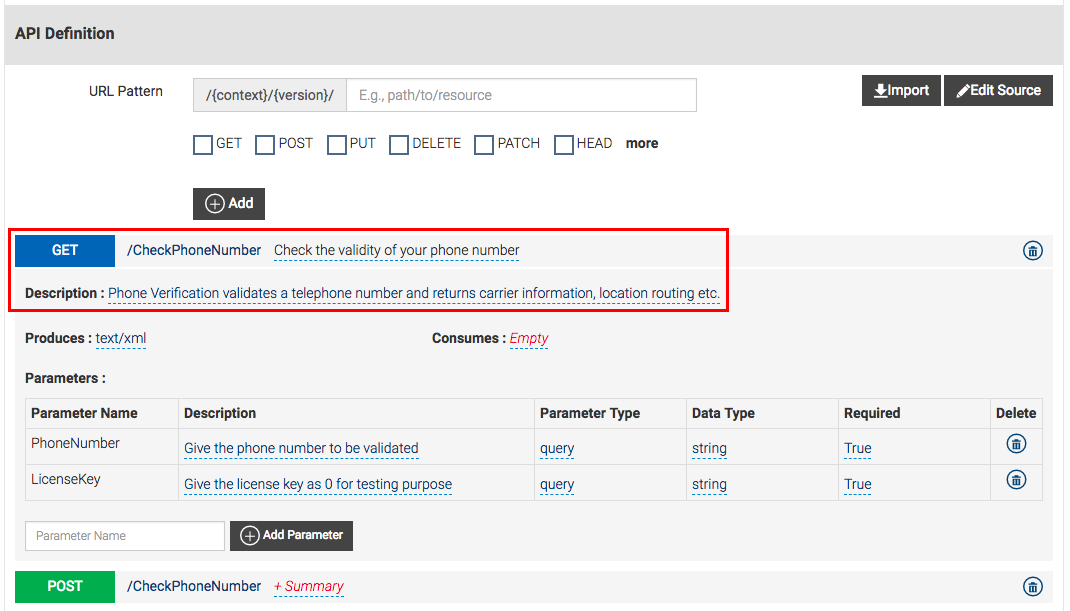 API Definition
URL Pattern /{context}/{version}/ E.g., path/to/resource Import Edit Source
GET POST PUT DELETE PATCH HEAD more
Add
GET /CheckPhoneNumber Check the validity of your phone number
Description : Phone Verification validates a telephone number and returns carrier information, location routing etc.
Produces : text/xml Consumes : Empty
Parameters :
Parameter Name Description Parameter Type Data Type Required Delete
PhoneNumber Give the phone number to be validated query string True
LicenseKey Give the license key as 0 for testing purpose query string True
Parameter Name Add Parameter
POST /CheckPhoneNumber + Summary